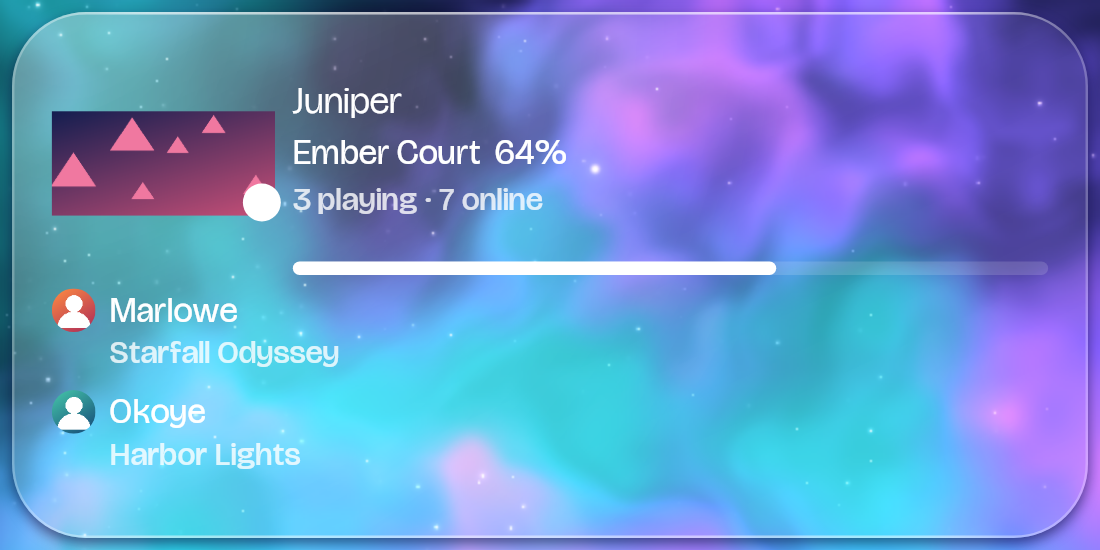 Juniper
Ember Court 64%
3 playing · 7 online
Marlowe
Starfall Odyssey
Okoye
Harbor Lights